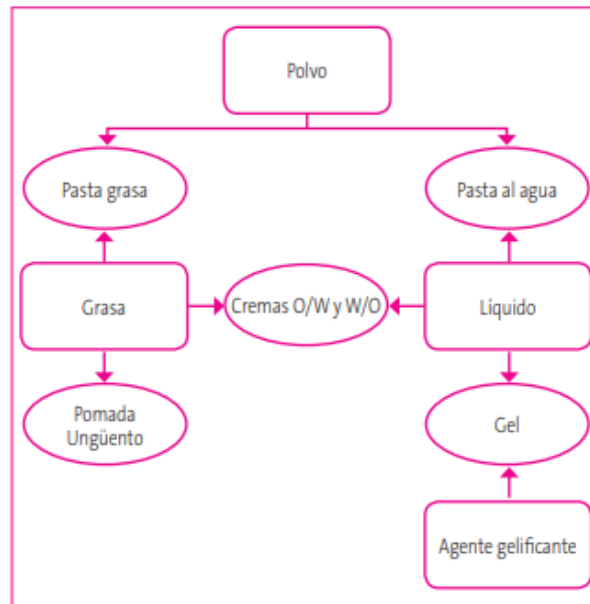 Polvo
Pasta grasa
Pasta al agua
Grasa
Cremas O/W y W/O
Líquido
Pomada
Ungüento
Gel
Agente gelificante